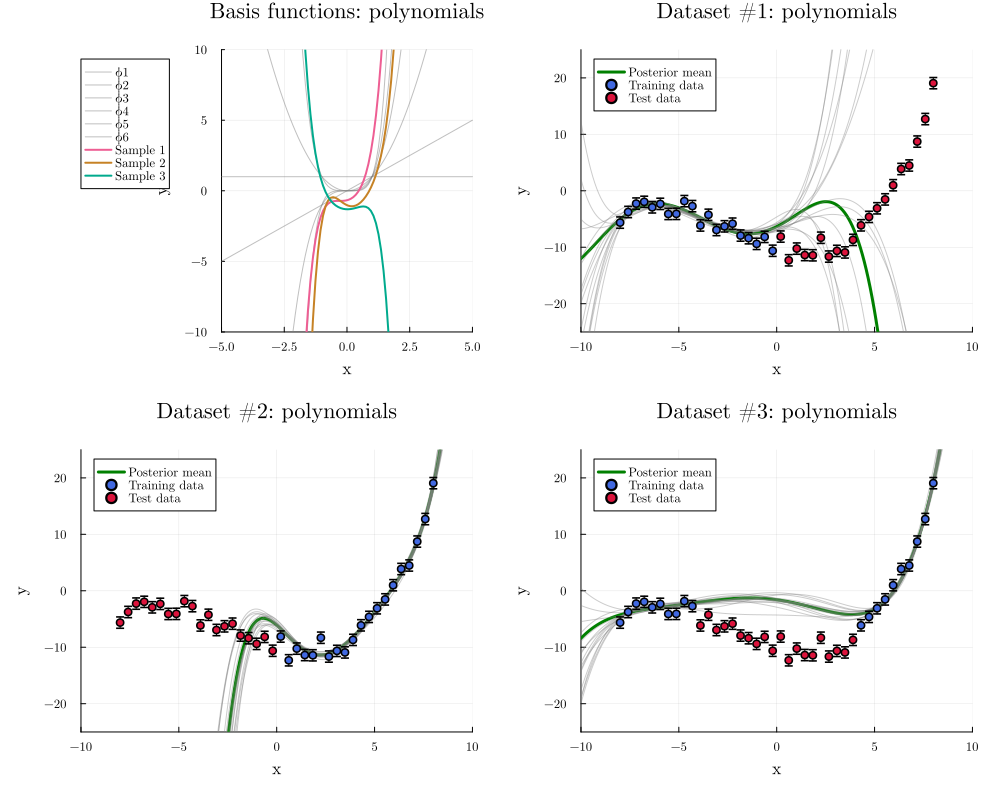 Basis functions: polynomials
ϕ1
ϕ2
ϕ3
ϕ4
ϕ5
ϕ6
Sample 1
Sample 2
Sample 3
y
10
5
0
−5
−10
−5.0 −2.5 0.0 2.5 5.0
x
Dataset #1: polynomials
Posterior mean
Training data
Test data
y
20
10
0
−10
−20
−10 −5 0 5 10
x
Dataset #2: polynomials
Posterior mean
Training data
Test data
y
20
10
0
−10
−20
−10 −5 0 5 10
x
Dataset #3: polynomials
Posterior mean
Training data
Test data
y
20
10
0
−10
−20
−10 −5 0 5 10
x